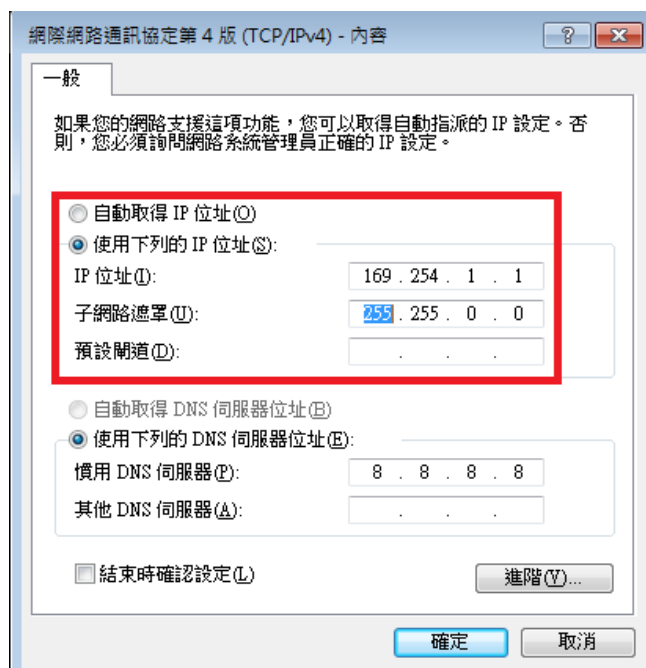 網際網路通訊協定第 4 版 (TCP/IPv4) - 內容
一般
如果您的網路支援這項功能，您可以取得自動指派的 IP 設定。否
則，您必須詢問網路系統管理員正確的 IP 設定。
自動取得 IP 位址(O)
使用下列的 IP 位址(S):
IP 位址(I): 169 . 254 . 1 . 1
子網路遮罩(U): 255 . 255 . 0 . 0
預設閘道(D): . . .
自動取得 DNS 伺服器位址(B)
使用下列的 DNS 伺服器位址(E):
慣用 DNS 伺服器(P): 8 . 8 . 8 . 8
其他 DNS 伺服器(A): . . .
結束時確認設定(L)
進階(V)...
確定 取消